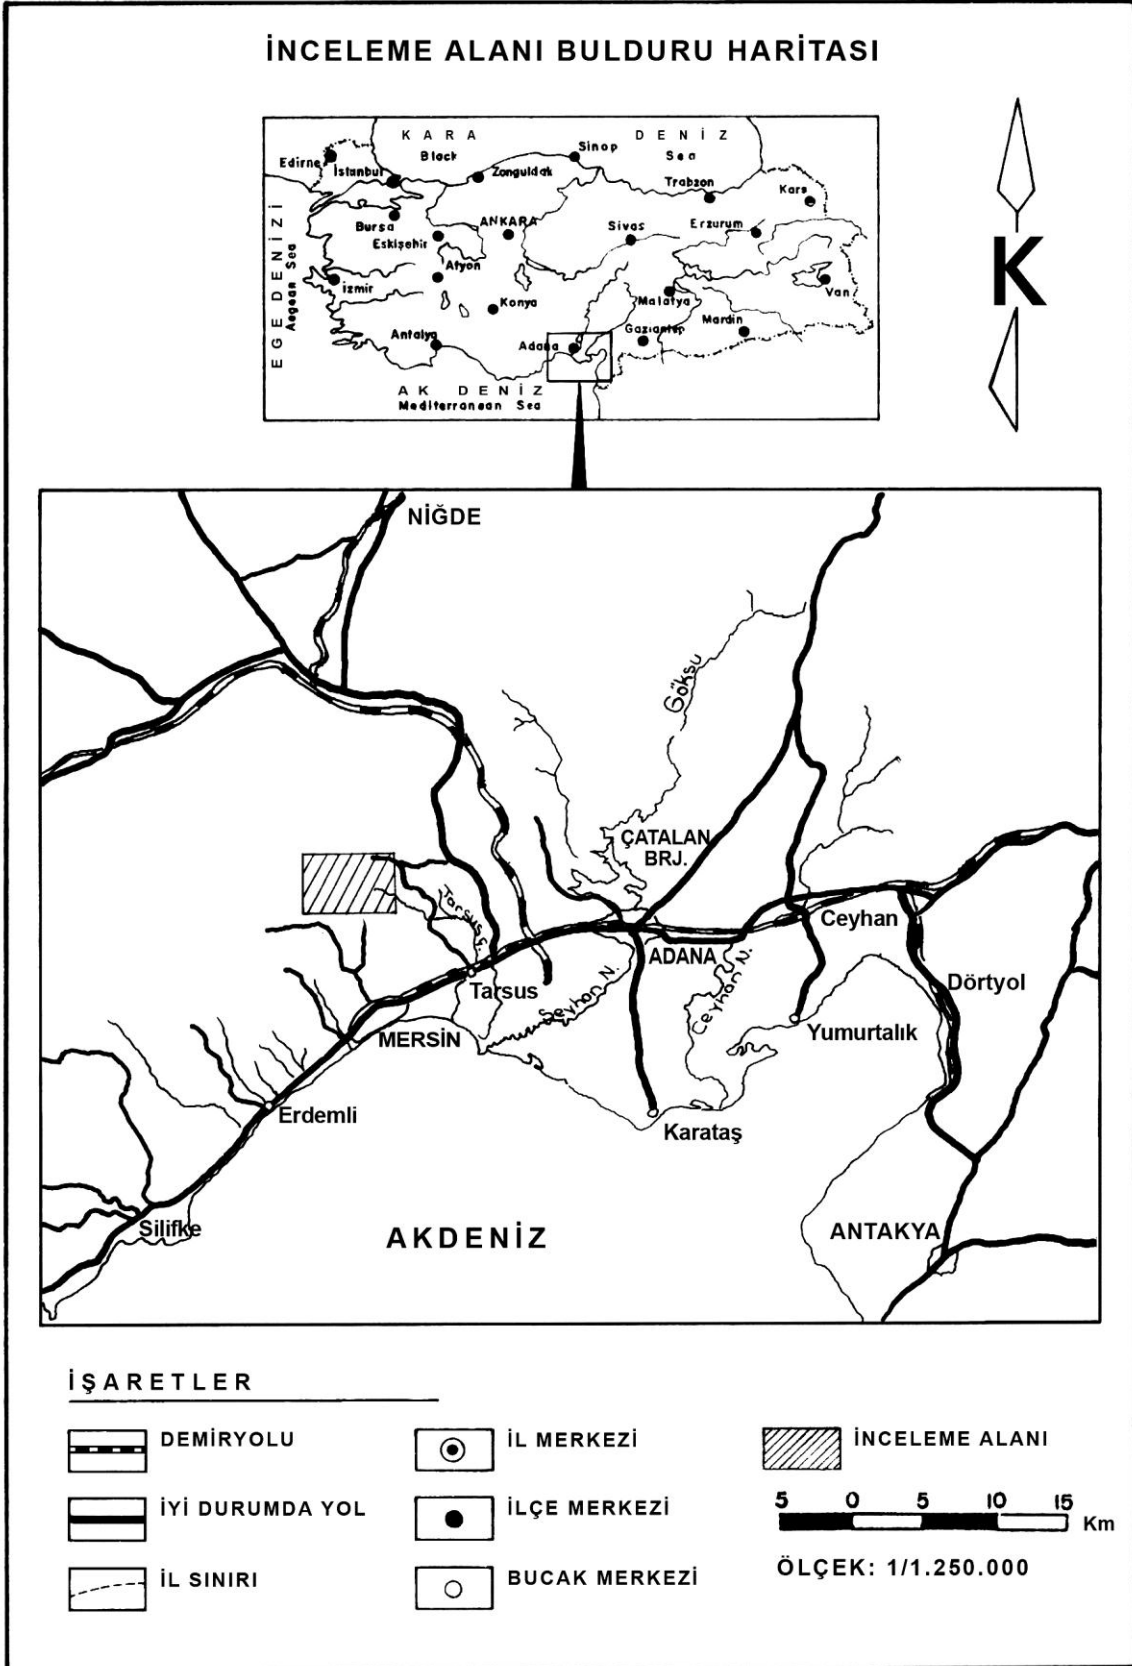 İNCELEME ALANI BULDURU HARİTASI
KARA DENİZ
Black Sea
Sinop
Edirne
İstanbul
Zonguldak
Trabzon
Kars
Bursa
ANKARA
Sivas
Erzurum
Eskişehir
Afyon
İzmir
Konya
Malatya
Van
Antalya
Adana
Gaziantep
Mardin
EGE DENİZİ
Aegean Sea
AK DENİZ
Mediterranean Sea
K
NİĞDE
Göksu
ÇATALAN
BRJ.
Tarsus Ç.
Ceyhan
ADANA
Tarsus
Seyhan N.
Ceyhan N.
Dörtyol
MERSİN
Yumurtalık
Erdemli
Karataş
Silifke
AKDENİZ
ANTAKYA
İŞARETLER
DEMİRYOLU
İL MERKEZİ
İNCELEME ALANI
İYİ DURUMDA YOL
İLÇE MERKEZİ
5 0 5 10 15
Km
İL SINIRI
BUCAK MERKEZİ
ÖLÇEK: 1/1.250.000